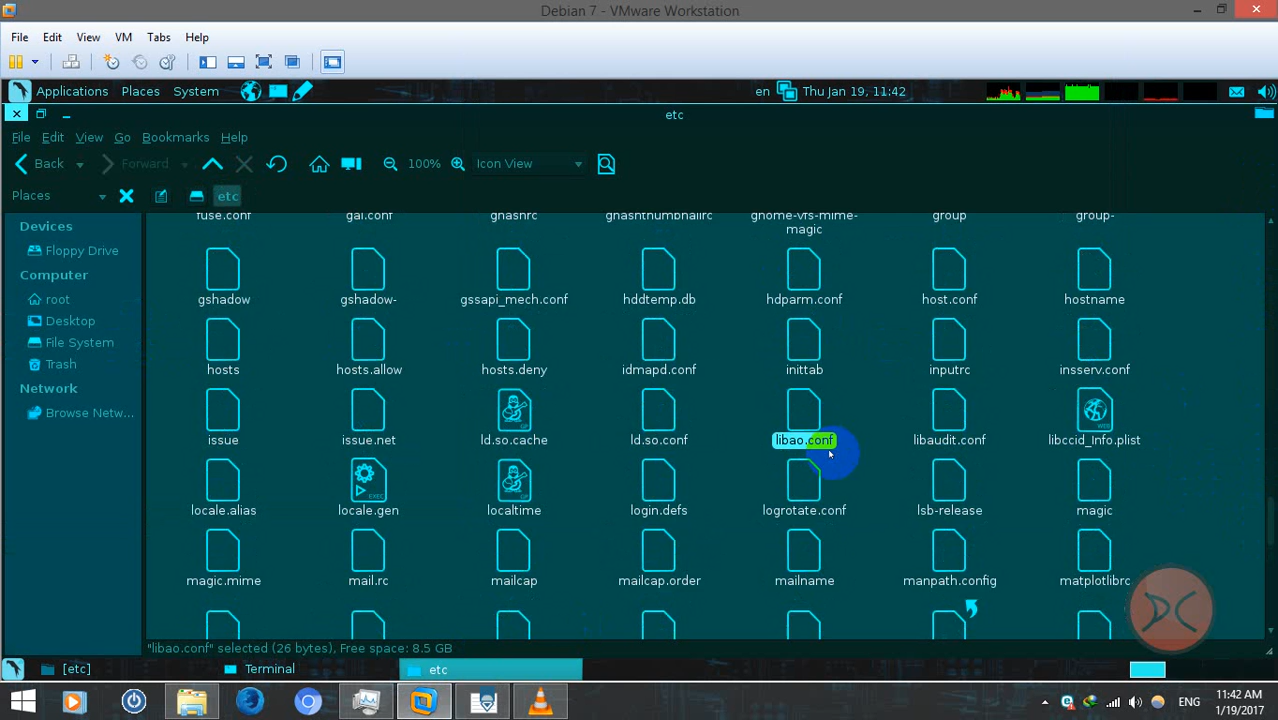 Debian 7 - VMware Workstation
File Edit View VM Tabs Help
Applications Places System en Thu Jan 19, 11:42
etc
File Edit View Go Bookmarks Help
Back Forward 100% Icon View
Places etc
Devices
Floppy Drive
Computer
root
Desktop
File System
Trash
Network
Browse Netw...
fuse.conf gai.conf gnashrc gnashthumbnailrc gnome-vfs-mime-magic group group-
gshadow gshadow- gssapi_mech.conf hddtemp.db hdparm.conf host.conf hostname
hosts hosts.allow hosts.deny idmapd.conf inittab inputrc insserv.conf
issue issue.net ld.so.cache ld.so.conf libao.conf libaudit.conf libccid_Info.plist
locale.alias locale.gen localtime login.defs logrotate.conf lsb-release magic
magic.mime mail.rc mailcap mailcap.order mailname manpath.config matplotlibrc
"libao.conf" selected (26 bytes), Free space: 8.5 GB
[etc] Terminal etc
ENG 11:42 AM
1/19/2017